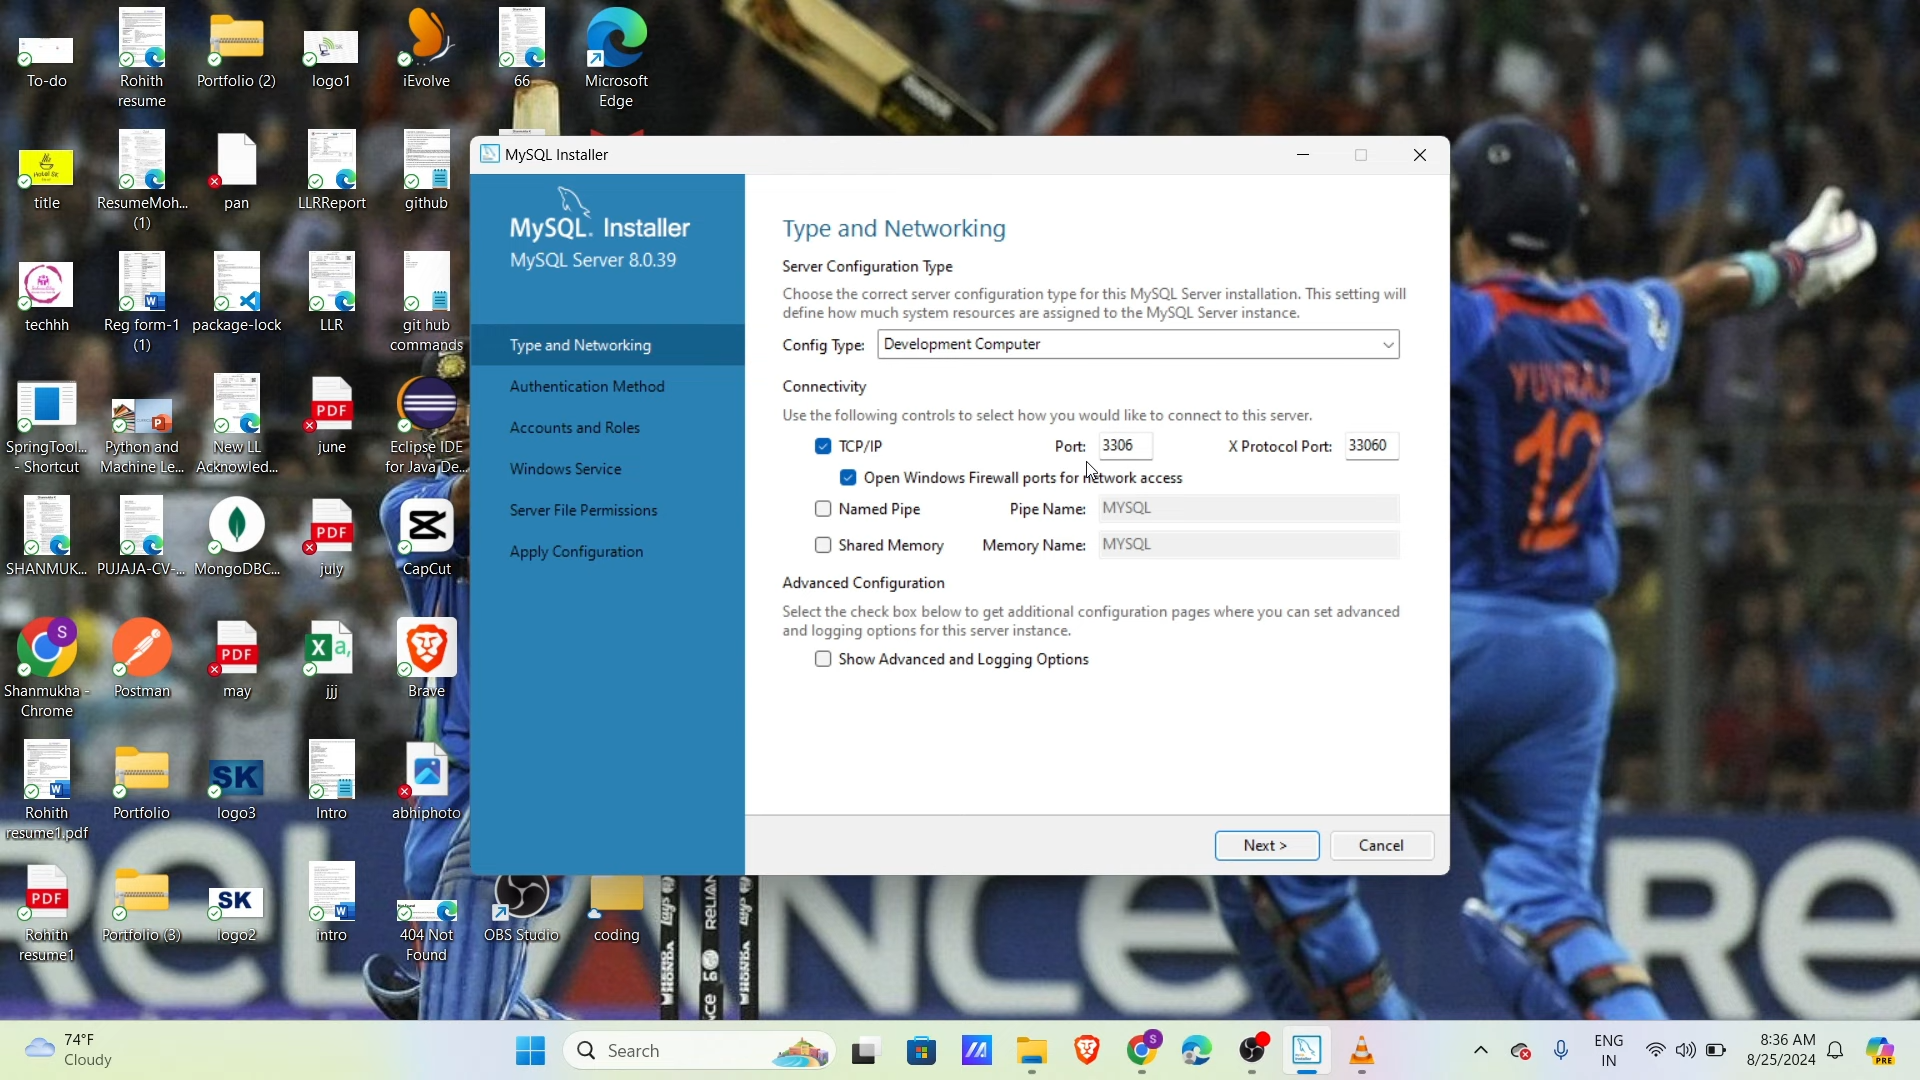 To-do
Rohith
resume
Portfolio (2)
logo1
iEvolve
66
Microsoft
Edge
title
ResumeMoh...
(1)
pan
LLRReport
github
techhh
Reg form-1
(1)
package-lock
LLR
git hub
commands
SpringTool...
- Shortcut
Python and
Machine Le...
New LL
Acknowled...
PDF
june
Eclipse IDE
for Java De...
SHANMUK...
PUJAJA-CV-...
MongoDBC...
PDF
july
CapCut
S
Shanmukha -
Chrome
Postman
PDF
may
jjj
Brave
Rohith
resume1.pdf
Portfolio
SK
logo3
Intro
abhiphoto
PDF
Rohith
resume1
Portfolio (3)
SK
logo2
intro
404 Not
Found
OBS Studio
coding
MySQL Installer
MySQL. Installer
MySQL Server 8.0.39
Type and Networking
Authentication Method
Accounts and Roles
Windows Service
Server File Permissions
Apply Configuration
Type and Networking
Server Configuration Type
Choose the correct server configuration type for this MySQL Server installation. This setting will
define how much system resources are assigned to the MySQL Server instance.
Config Type: Development Computer
Connectivity
Use the following controls to select how you would like to connect to this server.
TCP/IP Port: 3306 X Protocol Port: 33060
Open Windows Firewall ports for network access
Named Pipe Pipe Name: MYSQL
Shared Memory Memory Name: MYSQL
Advanced Configuration
Select the check box below to get additional configuration pages where you can set advanced
and logging options for this server instance.
Show Advanced and Logging Options
Next > Cancel
YUVRAJ
12
RELIANCE
74°F
Cloudy
Search
S
ENG
IN
8:36 AM
8/25/2024
PRE